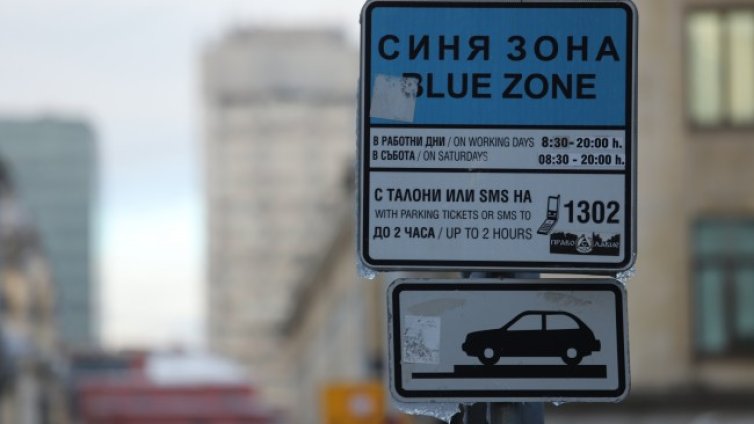 СИНЯ ЗОНА
BLUE ZONE
В РАБОТНИ ДНИ / ON WORKING DAYS 8:30-20:00 h.
В СЪБОТА / ON SATURDAYS 08:30-20:00 h.
С ТАЛОНИ ИЛИ SMS НА
WITH PARKING TICKETS OR SMS TO
1302
ДО 2 ЧАСА / UP TO 2 HOURS